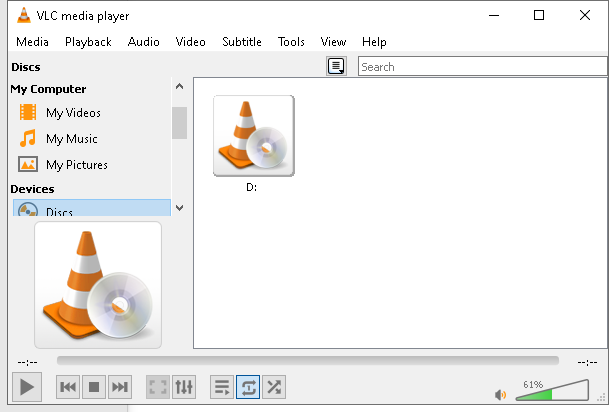 VLC media player
Media Playback Audio Video Subtitle Tools View Help
Discs
Search
My Computer
My Videos
My Music
My Pictures
Devices
Discs
D:
--:--
--:--
61%